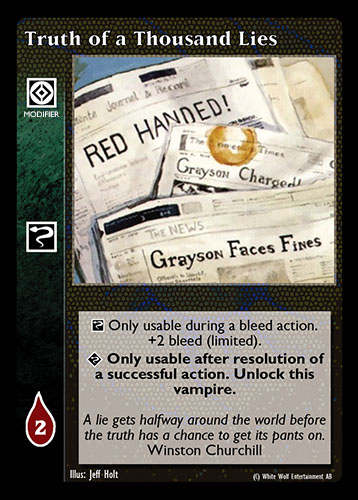 Truth of a Thousand Lies
MODIFIER
Journal & Record
RED HANDED!
Times
Grayson Charged!
THE NEWS
Grayson Faces Fines
Only usable during a bleed action.
+2 bleed (limited).
Only usable after resolution of
a successful action. Unlock this
vampire.
2
A lie gets halfway around the world before
the truth has a chance to get its pants on.
Winston Churchill
Illus: Jeff Holt
(C) White Wolf Entertainment AB